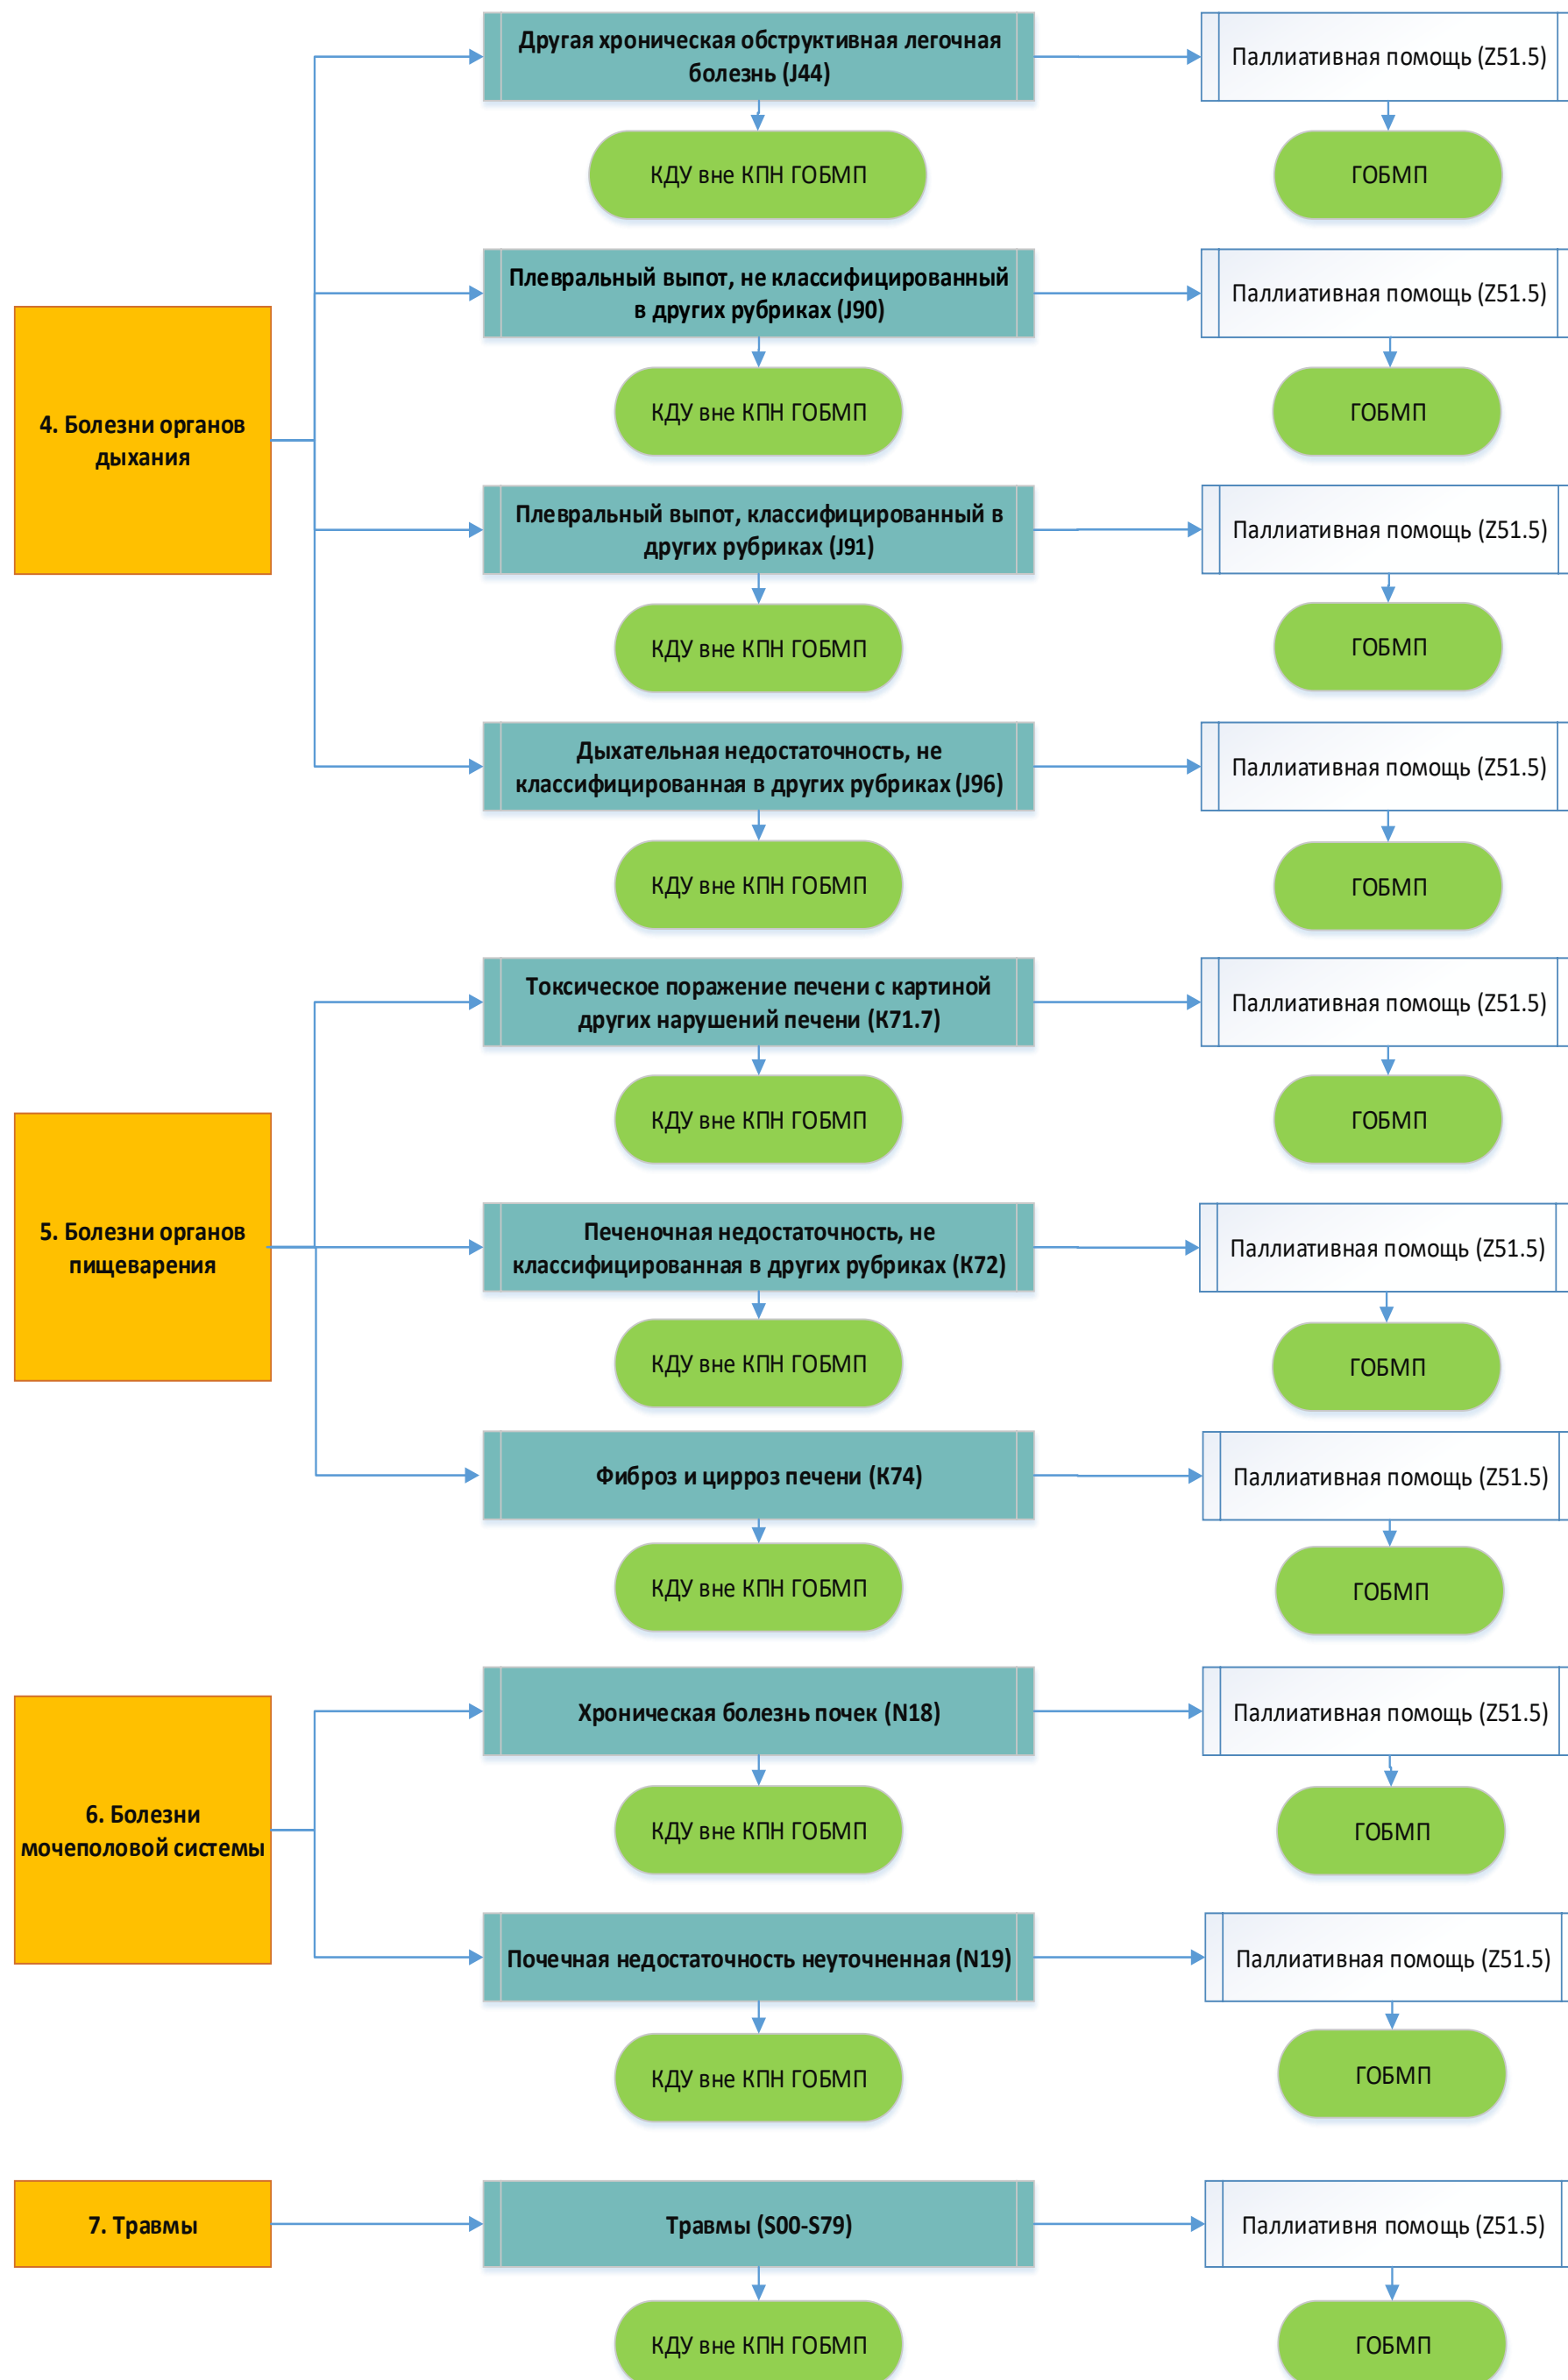 Другая хроническая обструктивная легочная
болезнь (J44)
Паллиативная помощь (Z51.5)
КДУ вне КПН ГОБМП
ГОБМП
Плевральный выпот, не классифицированный
в других рубриках (J90)
Паллиативная помощь (Z51.5)
КДУ вне КПН ГОБМП
ГОБМП
4. Болезни органов
дыхания
Плевральный выпот, классифицированный в
других рубриках (J91)
Паллиативная помощь (Z51.5)
КДУ вне КПН ГОБМП
ГОБМП
Дыхательная недостаточность, не
классифицированная в других рубриках (J96)
Паллиативная помощь (Z51.5)
КДУ вне КПН ГОБМП
ГОБМП
Токсическое поражение печени с картиной
других нарушений печени (К71.7)
Паллиативная помощь (Z51.5)
КДУ вне КПН ГОБМП
ГОБМП
5. Болезни органов
пищеварения
Печеночная недостаточность, не
классифицированная в других рубриках (К72)
Паллиативная помощь (Z51.5)
КДУ вне КПН ГОБМП
ГОБМП
Фиброз и цирроз печени (К74)
Паллиативная помощь (Z51.5)
КДУ вне КПН ГОБМП
ГОБМП
6. Болезни
мочеполовой системы
Хроническая болезнь почек (N18)
Паллиативная помощь (Z51.5)
КДУ вне КПН ГОБМП
ГОБМП
Почечная недостаточность неуточненная (N19)
Паллиативная помощь (Z51.5)
КДУ вне КПН ГОБМП
ГОБМП
7. Травмы
Травмы (S00-S79)
Паллиативня помощь (Z51.5)
КДУ вне КПН ГОБМП
ГОБМП